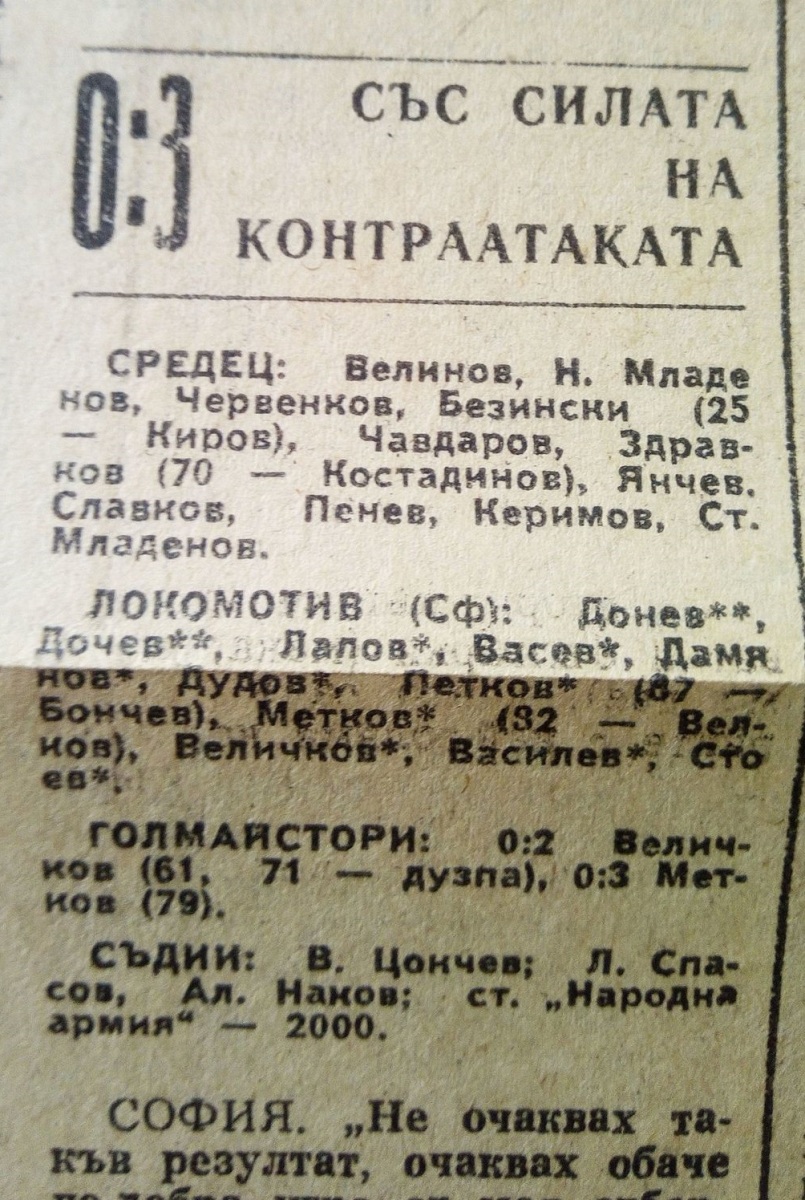 0:3
СЪС СИЛАТА
НА
КОНТРААТАКАТА
СРЕДЕЦ: Велинов, Н. Младе
нов, Червенков, Безински (25
— Киров), Чавдаров, Здрав-
ков (70 — Костадинов), Янчев,
Славков, Пенев, Керимов, Ст.
Младенов.
ЛОКОМОТИВ (Сф): Донев**,
Дочев**, Лапов*, Васев*, Дамя
нов*, Дудов*, Петков* (87 —
Бончев), Метков* (82 — Вел-
ков), Величков*, Василев*, Сто
ев*.
ГОЛМАЙСТОРИ: 0:2 Велич-
ков (61, 71 — дузпа), 0:3 Мет-
ков (79).
СЪДИИ: В. Цончев; Л. Спа-
сов, Ал. Наков; ст. „Народна
армия“ — 2000.
СОФИЯ. „Не очаквах та-
къв резултат, очаквах обаче